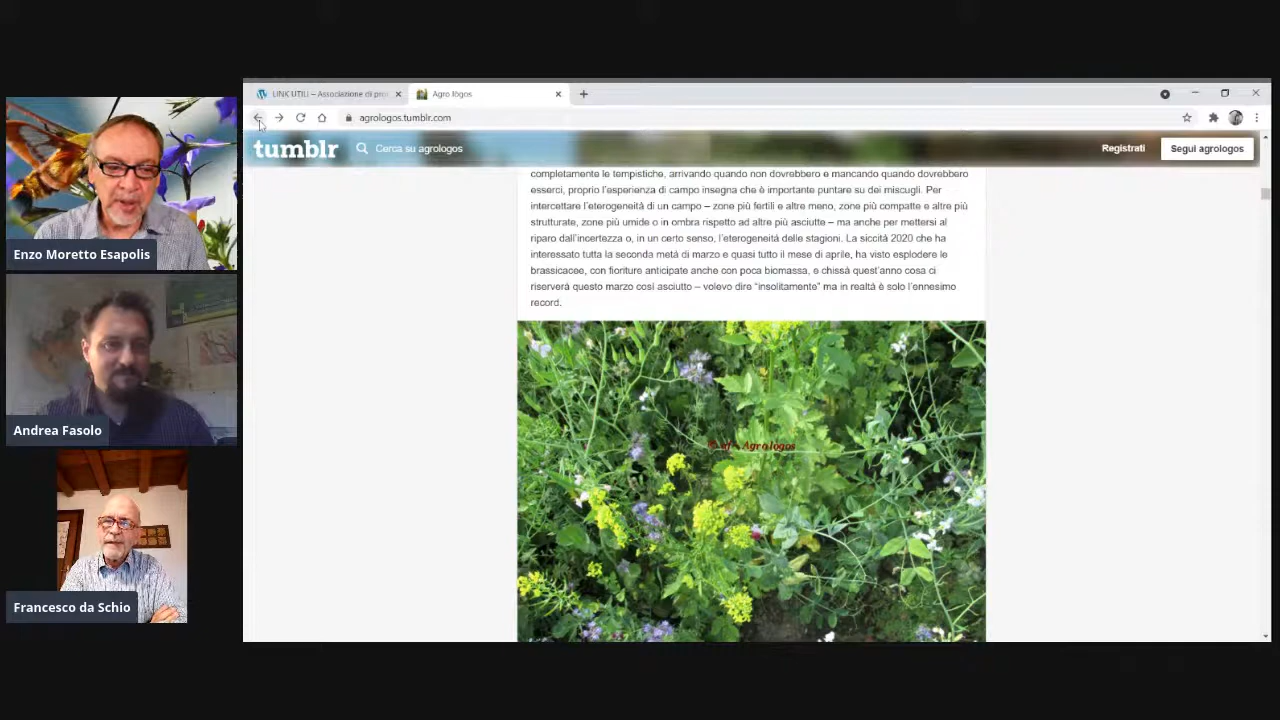 LINK UTILI – Associazione di pro
Agro lògos
agrologos.tumblr.com
tumblr
Cerca su agrologos
Registrati
Segui agrologos
completamente le tempistiche, arrivando quando non dovrebbero e mancando quando dovrebbero
esserci, proprio l'esperienza di campo insegna che è importante puntare su dei miscugli. Per
intercettare l'eterogeneità di un campo – zone più fertili e altre meno, zone più compatte e altre più
strutturate, zone più umide o in ombra rispetto ad altre più asciutte – ma anche per mettersi al
riparo dall'incertezza o, in un certo senso, l'eterogeneità delle stagioni. La siccità 2020 che ha
interessato tutta la seconda metà di marzo e quasi tutto il mese di aprile, ha visto esplodere le
brassicacee, con fioriture anticipate anche con poca biomassa, e chissà quest'anno cosa ci
riserverà questo marzo così asciutto – volevo dire "insolitamente" ma in realtà è solo l'ennesimo
record.
Agrologos
Enzo Moretto Esapolis
Andrea Fasolo
Francesco da Schio